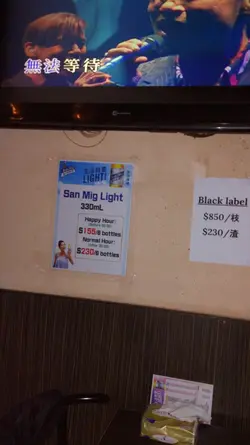 無法等待
LIGHT!
San Mig Light
330mL
Happy Hour:
$155/6 bottles
Normal Hour:
$230/6 bottles
Black label
$850/枝
$230/渣